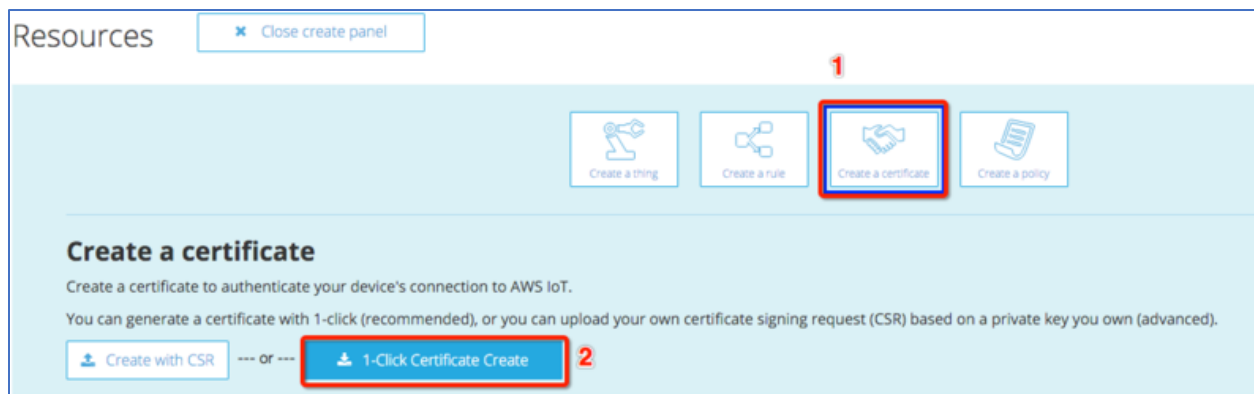 Resources
✖ Close create panel
1
Create a thing
Create a rule
Create a certificate
Create a policy
Create a certificate
Create a certificate to authenticate your device's connection to AWS IoT.
You can generate a certificate with 1-click (recommended), or you can upload your own certificate signing request (CSR) based on a private key you own (advanced).
Create with CSR --- or --- 1-Click Certificate Create 2